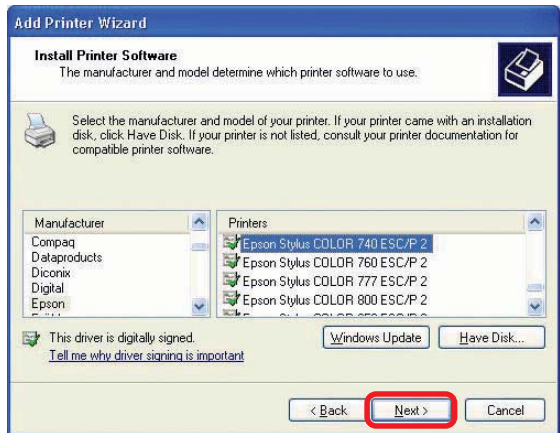 Add Printer Wizard
Install Printer Software
The manufacturer and model determine which printer software to use.
Select the manufacturer and model of your printer. If your printer came with an installation
disk, click Have Disk. If your printer is not listed, consult your printer documentation for
compatible printer software.
Manufacturer
Compaq
Dataproducts
Diconix
Digital
Epson
Printers
Epson Stylus COLOR 740 ESC/P 2
Epson Stylus COLOR 760 ESC/P 2
Epson Stylus COLOR 777 ESC/P 2
Epson Stylus COLOR 800 ESC/P 2
This driver is digitally signed.
Tell me why driver signing is important
Windows Update
Have Disk...
< Back
Next >
Cancel